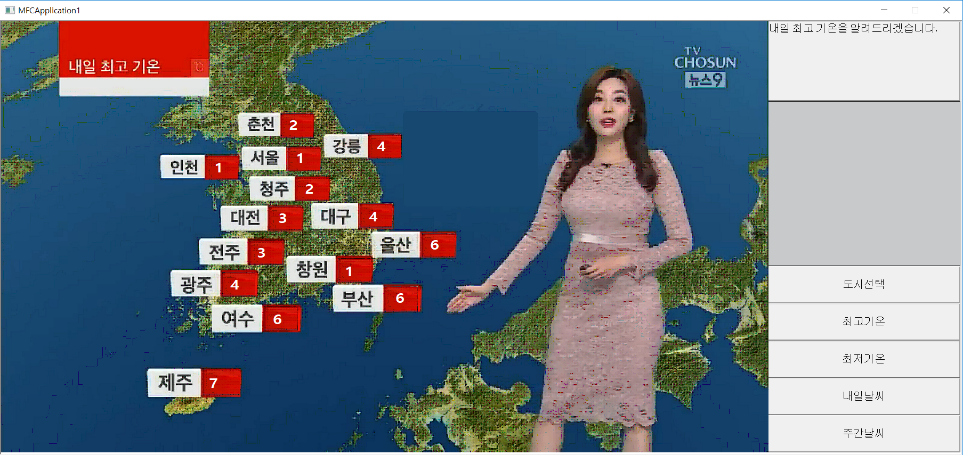 MFCApplication1
내일 최고 기온
℃
TV
CHOSUN
뉴스9
춘천 2
강릉 4
서울 1
인천 1
청주 2
대전 3
대구 4
울산 6
전주 3
창원 1
광주 4
부산 6
여수 6
제주 7
내일 최고 기온을 알려드리겠습니다.
도시선택
최고기온
최저기온
내일날씨
주간날씨